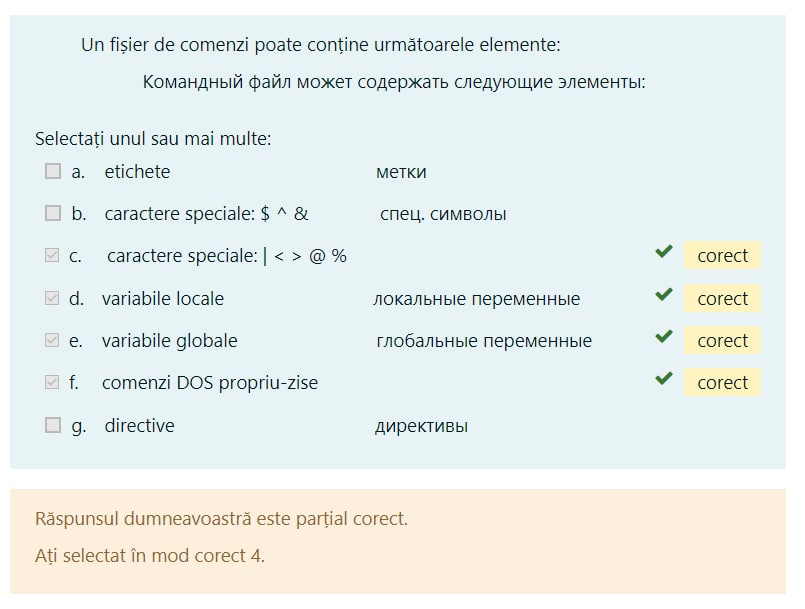 Un fișier de comenzi poate conține următoarele elemente:
Командный файл может содержать следующие элементы:
Selectați unul sau mai multe:
a. etichete метки
b. caractere speciale: $ ^ & спец. символы
c. caractere speciale: | < > @ % corect
d. variabile locale локальные переменные corect
e. variabile globale глобальные переменные corect
f. comenzi DOS propriu-zise corect
g. directive директивы
Răspunsul dumneavoastră este parțial corect.
Ați selectat în mod corect 4.